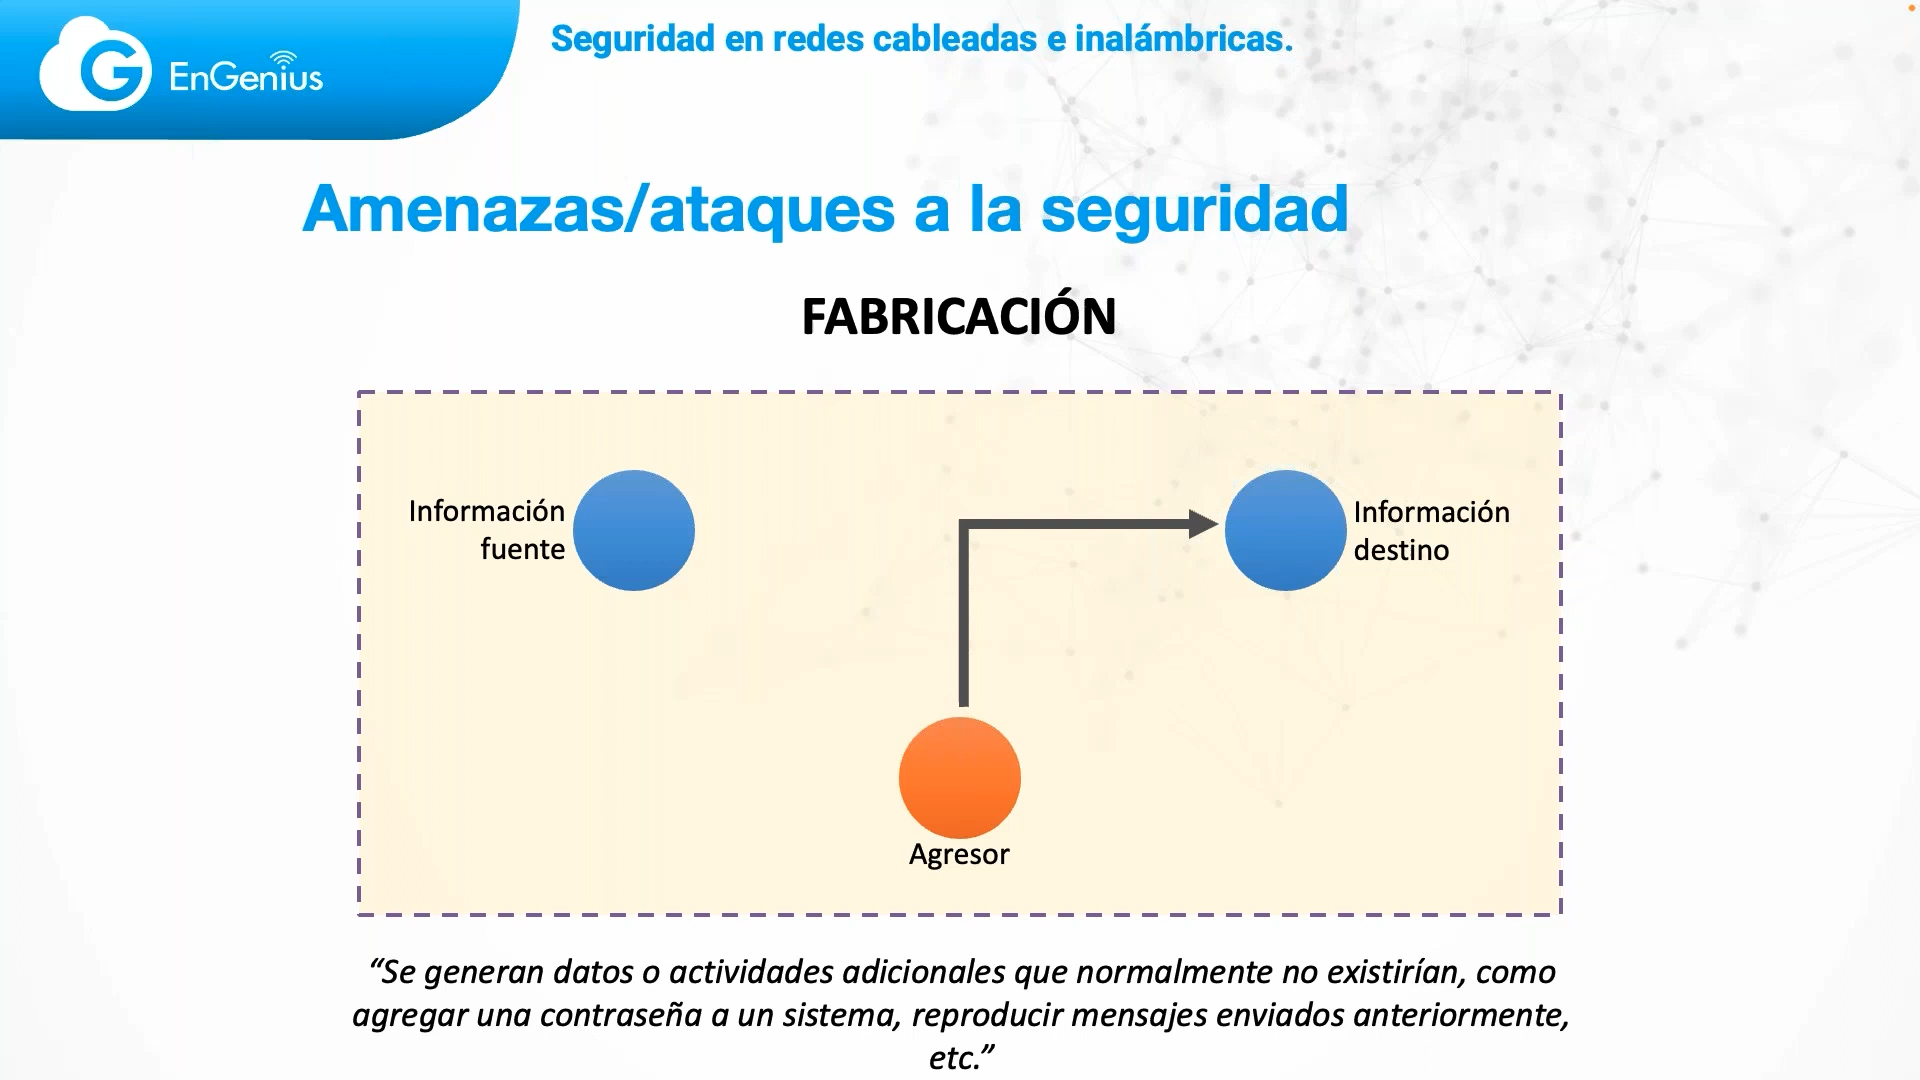 EnGenius
Seguridad en redes cableadas e inalámbricas.
Amenazas/ataques a la seguridad
FABRICACIÓN
Información
fuente
Información
destino
Agresor
“Se generan datos o actividades adicionales que normalmente no existirían, como
agregar una contraseña a un sistema, reproducir mensajes enviados anteriormente,
etc.”